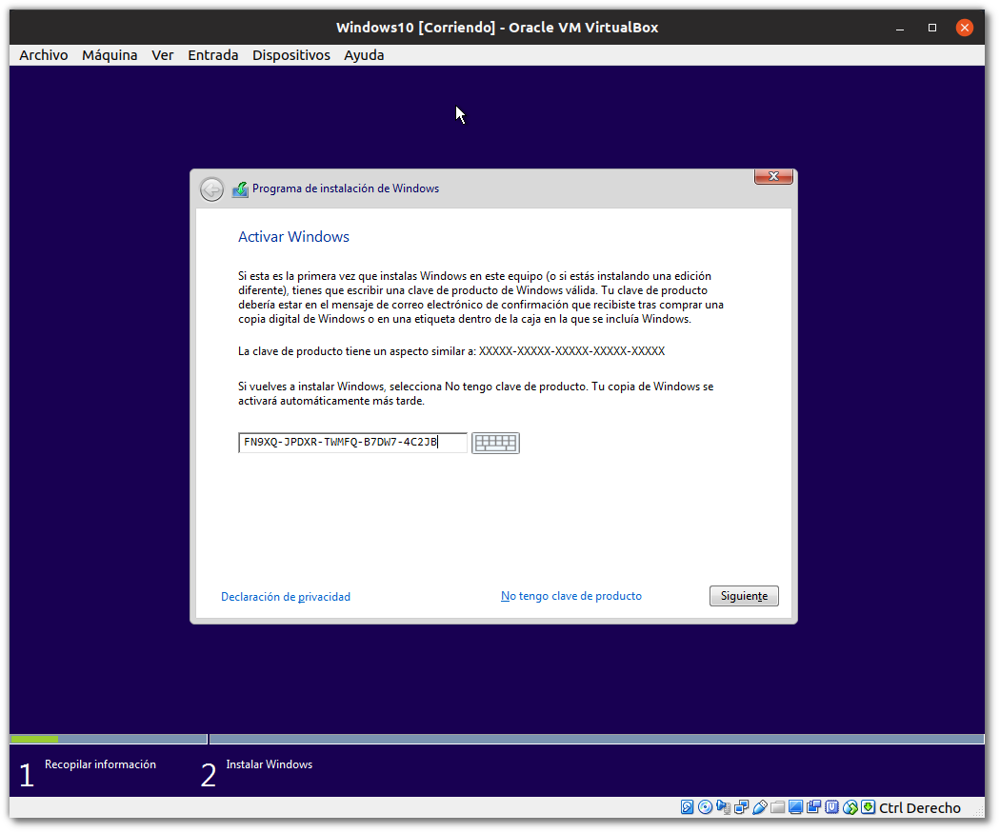 Windows10 [Corriendo] - Oracle VM VirtualBox
Archivo Máquina Ver Entrada Dispositivos Ayuda
Programa de instalación de Windows
Activar Windows
Si esta es la primera vez que instalas Windows en este equipo (o si estás instalando una edición
diferente), tienes que escribir una clave de producto de Windows válida. Tu clave de producto
debería estar en el mensaje de correo electrónico de confirmación que recibiste tras comprar una
copia digital de Windows o en una etiqueta dentro de la caja en la que se incluía Windows.
La clave de producto tiene un aspecto similar a: XXXXX-XXXXX-XXXXX-XXXXX-XXXXX
Si vuelves a instalar Windows, selecciona No tengo clave de producto. Tu copia de Windows se
activará automáticamente más tarde.
FN9XQ-JPDXR-TWMFQ-B7DW7-4C2JB
Declaración de privacidad
No tengo clave de producto
Siguiente
1 Recopilar información
2 Instalar Windows
Ctrl Derecho